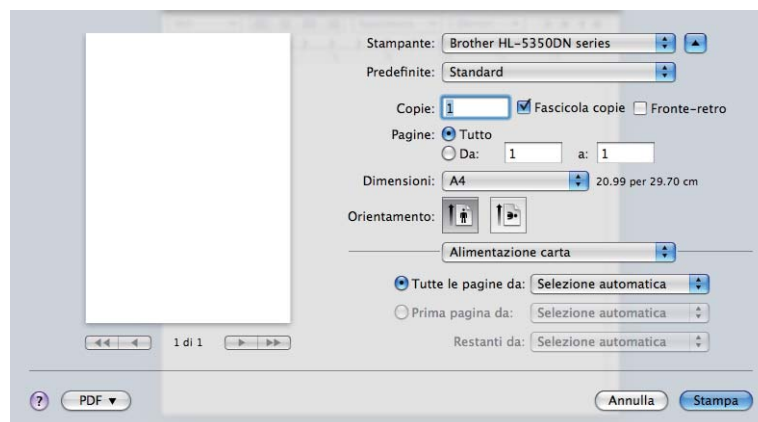 Stampante: Brother HL-5350DN series
Predefinite: Standard
Copie: 1 Fascicola copie Fronte-retro
Pagine: Tutto
Da: 1 a: 1
Dimensioni: A4 20.99 per 29.70 cm
Orientamento:
Alimentazione carta
Tutte le pagine da: Selezione automatica
Prima pagina da: Selezione automatica
1 di 1 Restanti da: Selezione automatica
? PDF Annulla Stampa